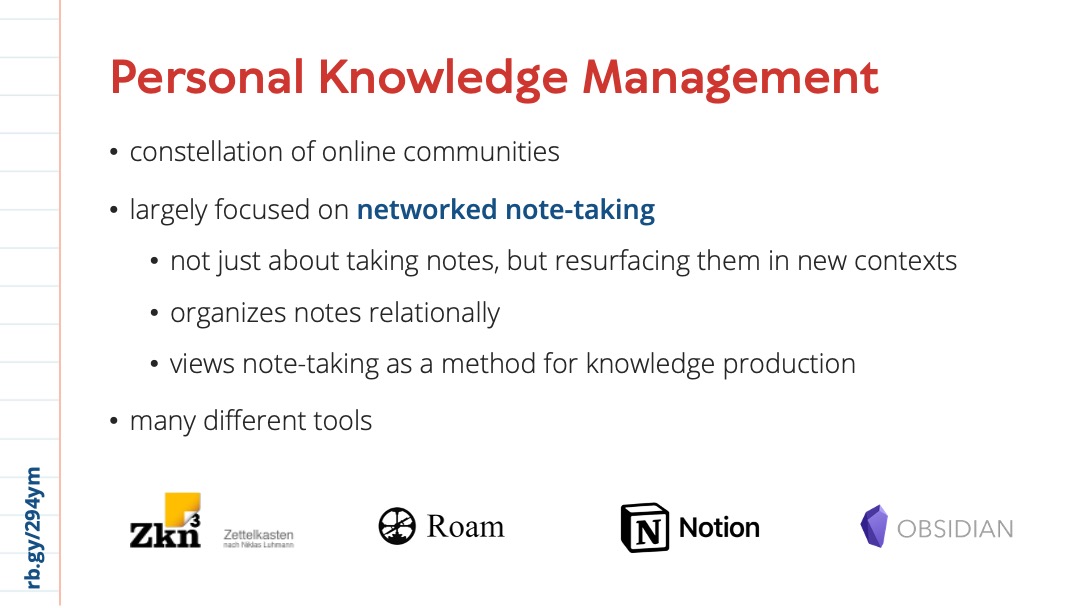 Personal Knowledge Management
• constellation of online communities
• largely focused on networked note-taking
• not just about taking notes, but resurfacing them in new contexts
• organizes notes relationally
• views note-taking as a method for knowledge production
• many different tools
rb.gy/294ym
Zkn3
Zettelkasten
nach Niklas Luhmann
Roam
N Notion
OBSIDIAN